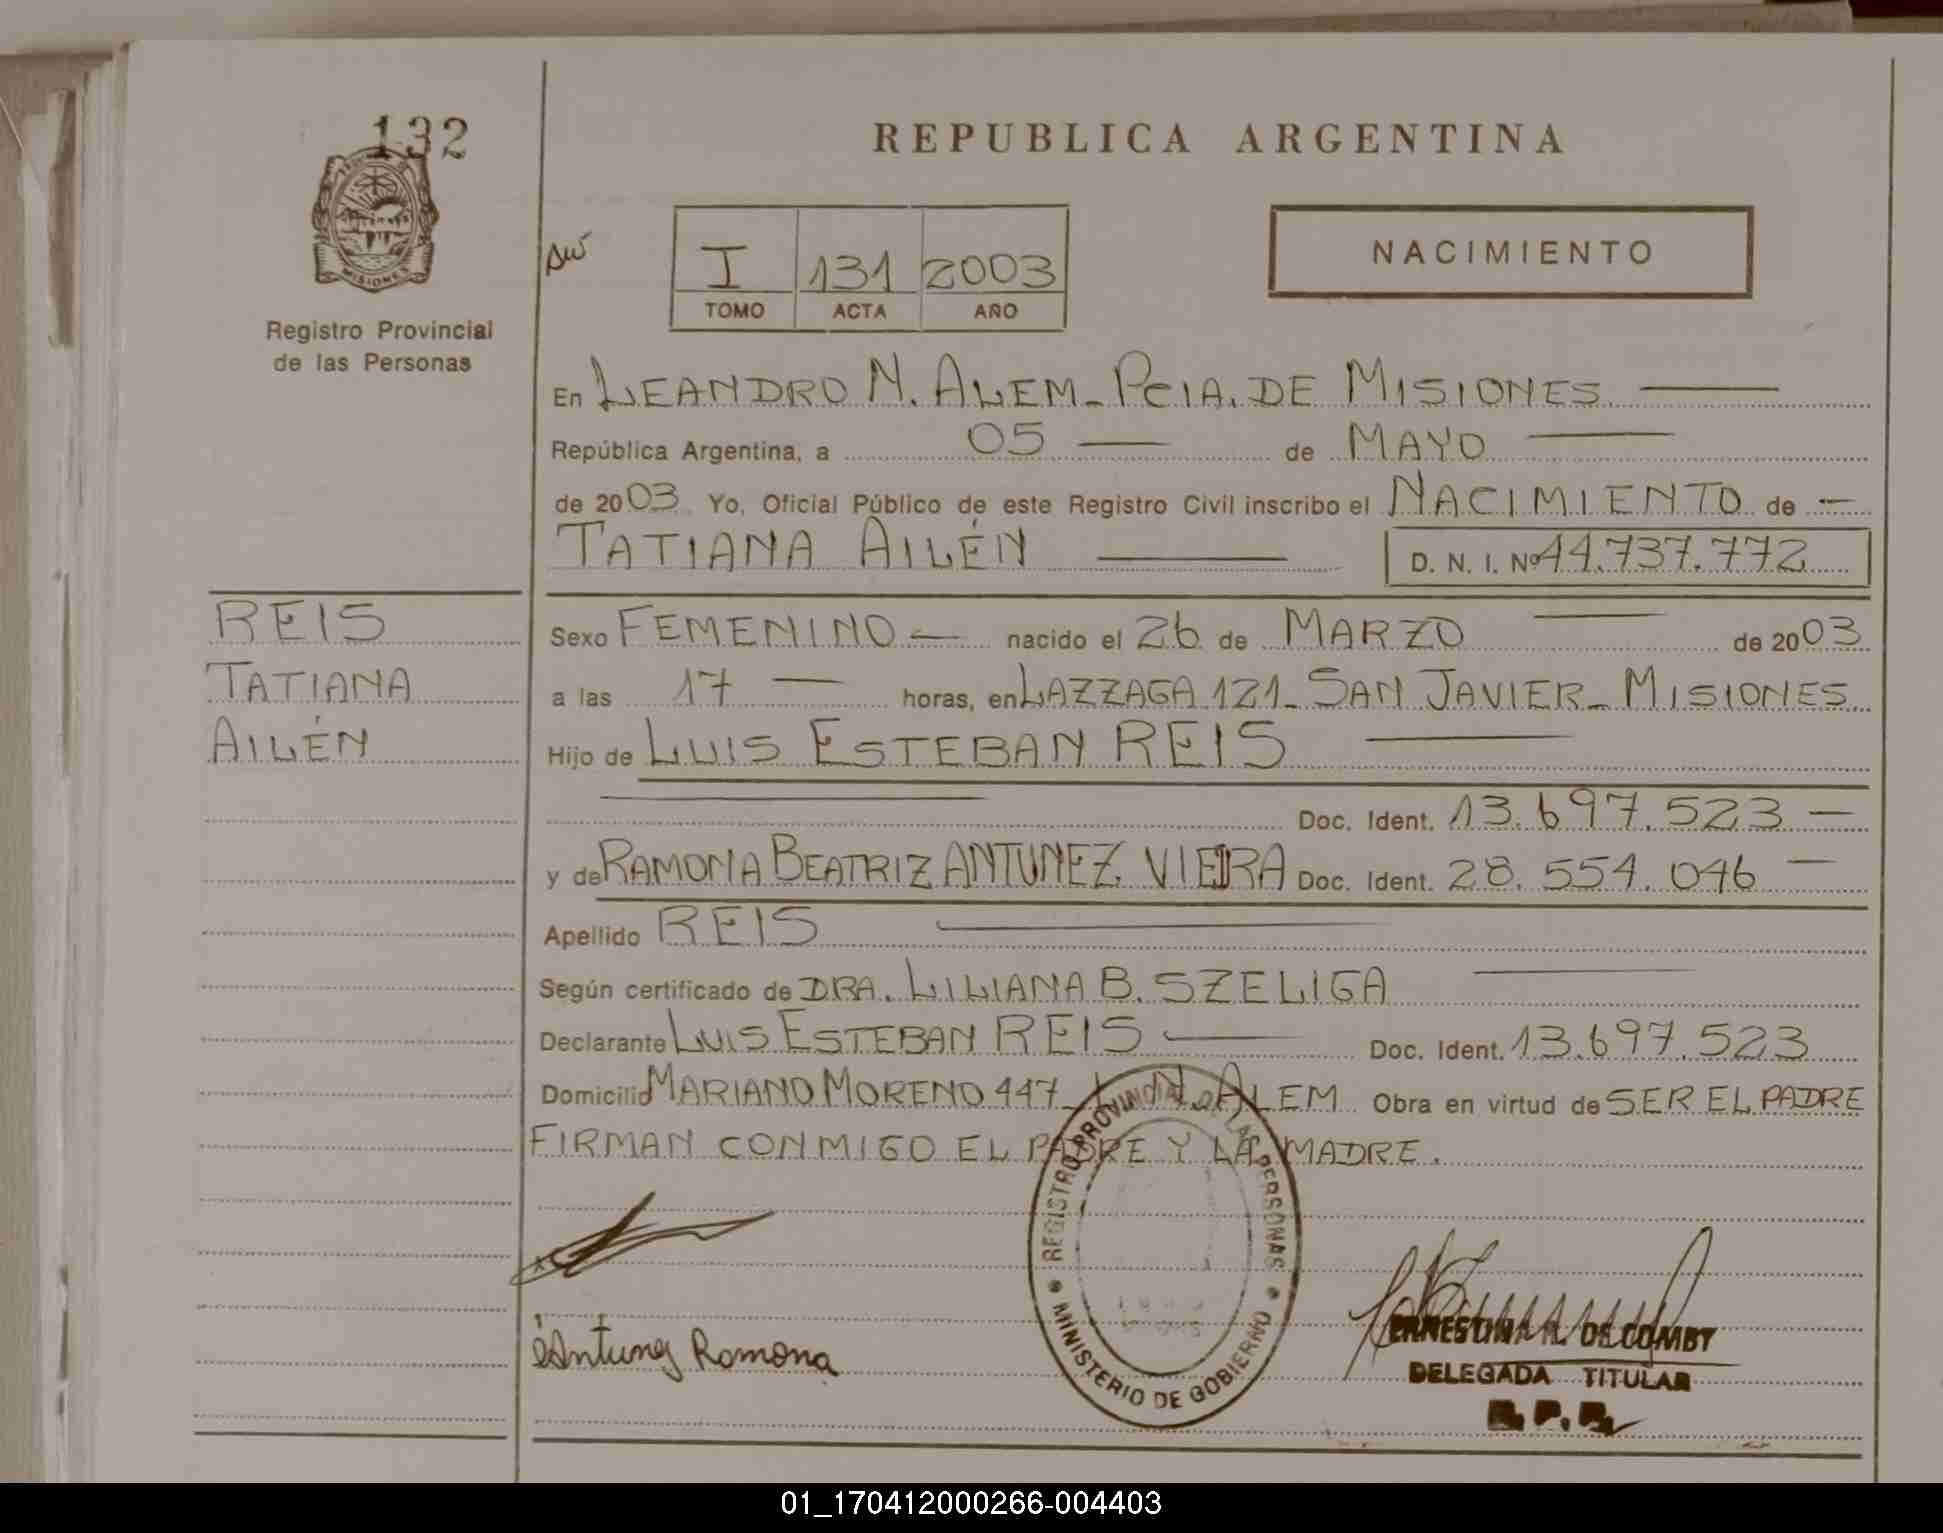 132
MISIONES
Registro Provincial
de las Personas
REPUBLICA ARGENTINA
I 131 2003
TOMO ACTA AÑO
NACIMIENTO
En LEANDRO N. ALEM - PCIA. DE MISIONES
República Argentina, a 05 de MAYO
de 2003 Yo, Oficial Público de este Registro Civil inscribo el NACIMIENTO de
TATIANA AILÉN D. N. I. Nº 44.737.772
REIS
TATIANA
AILÉN
Sexo FEMENINO nacido el 26 de MARZO de 2003
a las 17 horas, en LAZZAGA 121 - SAN JAVIER - MISIONES
Hijo de LUIS ESTEBAN REIS
Doc. Ident. 13.697.523
y de RAMONA BEATRIZ ANTUNEZ VIEIRA Doc. Ident. 28.554.046
Apellido REIS
Según certificado de DRA. LILIANA B. SZELIGA
Declarante LUIS ESTEBAN REIS Doc. Ident. 13.697.523
Domicilio MARIANO MORENO 447 - L. N. ALEM Obra en virtud de SER EL PADRE
FIRMAN CONMIGO EL PADRE Y LA MADRE.
REGISTRO PROVINCIAL DE LAS PERSONAS
MINISTERIO DE GOBIERNO
Antunez Ramona
ERNESTINA R. DE COMBY
DELEGADA TITULAR
R. P. P.
01_170412000266-004403